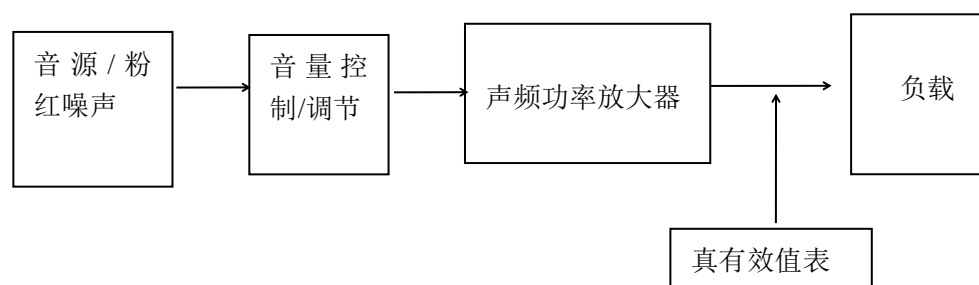 音源/粉
红噪声
音量控
制/调节
声频功率放大器
负载
真有效值表